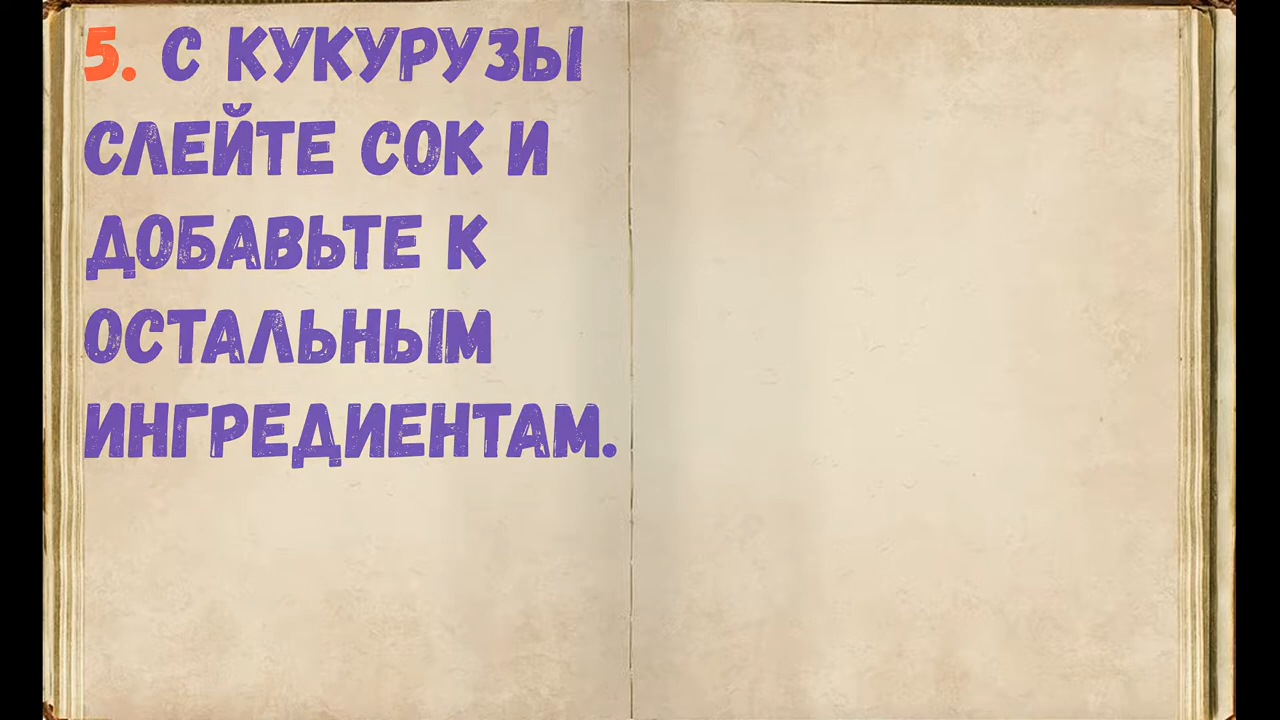 5. С КУКУРУЗЫ
СЛЕЙТЕ СОК И
ДОБАВЬТЕ К
ОСТАЛЬНЫМ
ИНГРЕДИЕНТАМ.